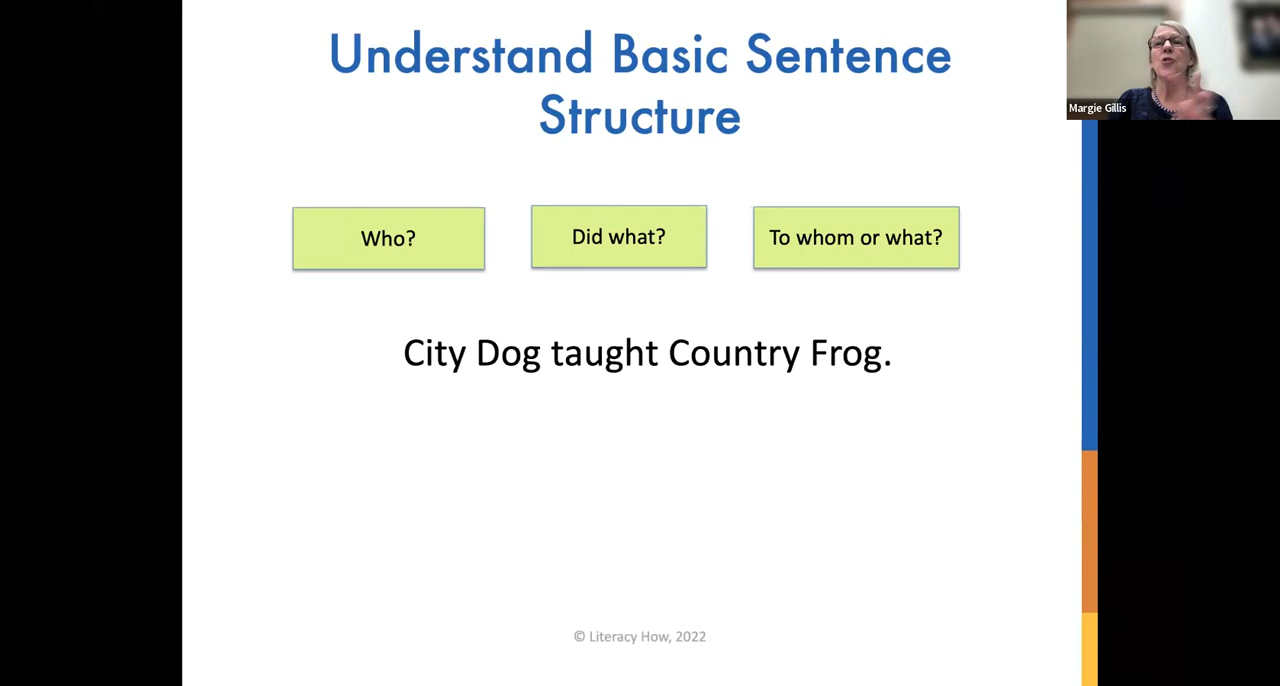 Understand Basic Sentence
Structure
Margie Gillis
Who?
Did what?
To whom or what?
City Dog taught Country Frog.
© Literacy How, 2022